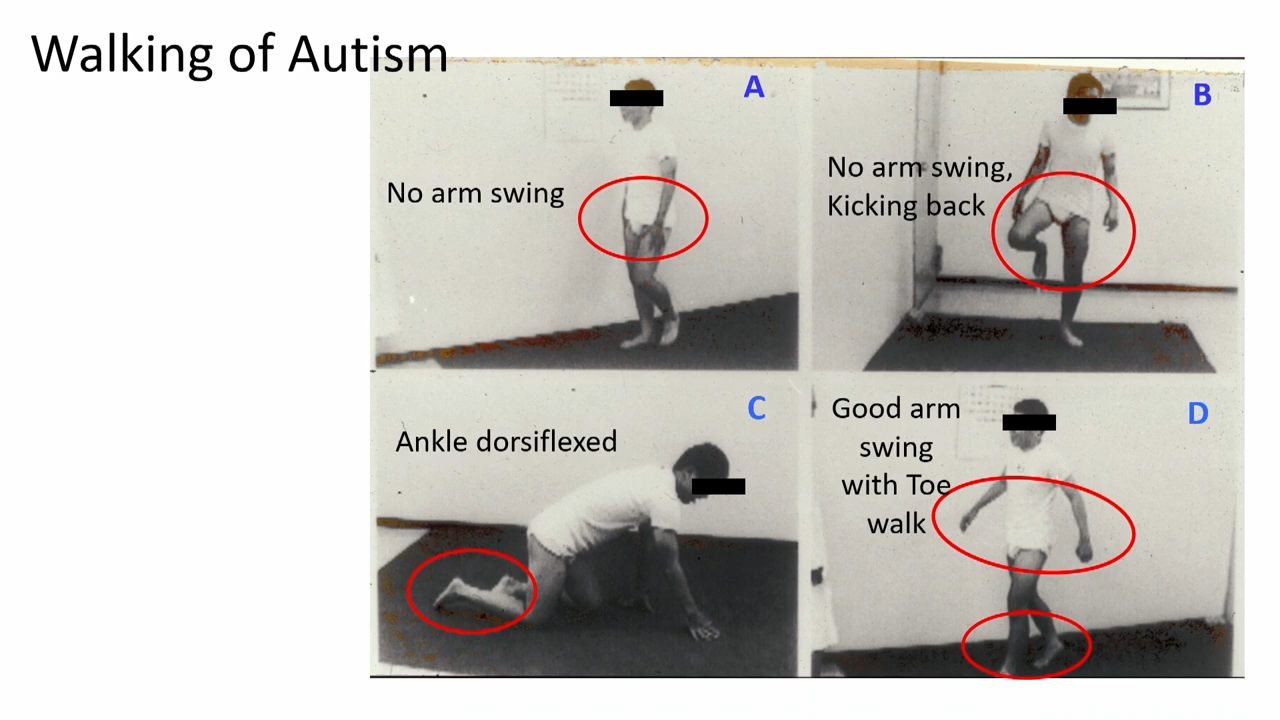 Walking of Autism
A
No arm swing
B
No arm swing,
Kicking back
C
Ankle dorsiflexed
D
Good arm
swing
with Toe
walk